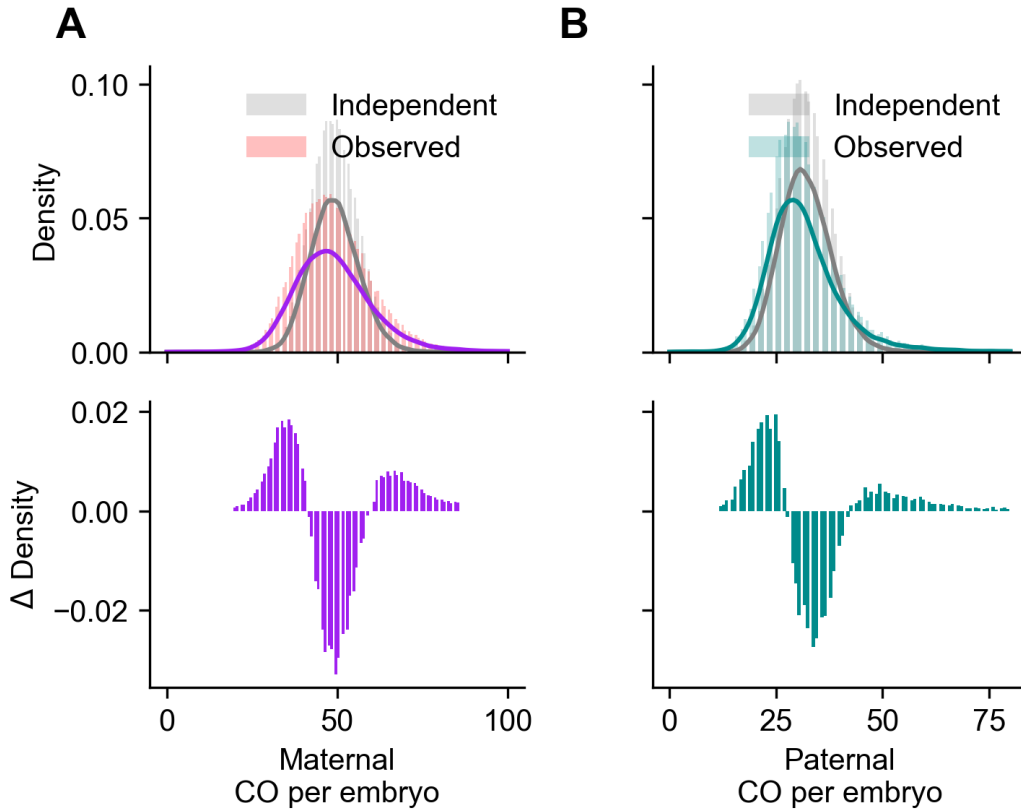 A
0.10
0.05
0.00
Density
Independent
Observed
0.02
0.00
−0.02
Δ Density
0
50
100
Maternal
CO per embryo
B
Independent
Observed
0
25
50
75
Paternal
CO per embryo